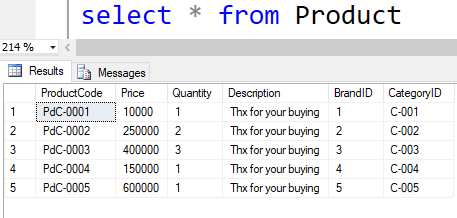 select * from Product
214 %
Results Messages
ProductCode Price Quantity Description BrandID CategoryID
1 PdC-0001 10000 1 Thx for your buying 1 C-001
2 PdC-0002 250000 2 Thx for your buying 2 C-002
3 PdC-0003 400000 3 Thx for your buying 3 C-003
4 PdC-0004 150000 1 Thx for your buying 4 C-004
5 PdC-0005 600000 1 Thx for your buying 5 C-005